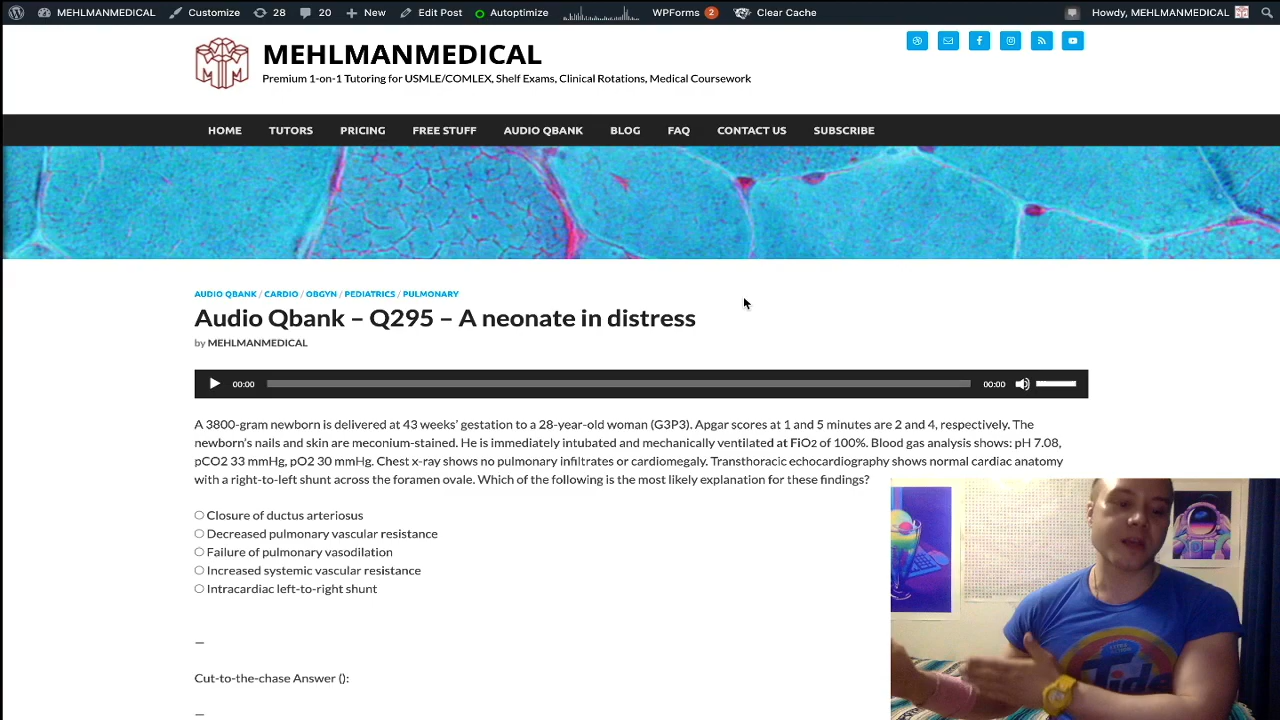 MEHLMANMEDICAL Customize 28 20 New Edit Post Autoptimize WPForms 2 Clear Cache Howdy, MEHLMANMEDICAL
MEHLMANMEDICAL
Premium 1-on-1 Tutoring for USMLE/COMLEX, Shelf Exams, Clinical Rotations, Medical Coursework
HOME TUTORS PRICING FREE STUFF AUDIO QBANK BLOG FAQ CONTACT US SUBSCRIBE
AUDIO QBANK / CARDIO / OBGYN / PEDIATRICS / PULMONARY
Audio Qbank – Q295 – A neonate in distress
by MEHLMANMEDICAL
00:00 00:00
A 3800-gram newborn is delivered at 43 weeks' gestation to a 28-year-old woman (G3P3). Apgar scores at 1 and 5 minutes are 2 and 4, respectively. The
newborn's nails and skin are meconium-stained. He is immediately intubated and mechanically ventilated at FiO2 of 100%. Blood gas analysis shows: pH 7.08,
pCO2 33 mmHg, pO2 30 mmHg. Chest x-ray shows no pulmonary infiltrates or cardiomegaly. Transthoracic echocardiography shows normal cardiac anatomy
with a right-to-left shunt across the foramen ovale. Which of the following is the most likely explanation for these findings?
Closure of ductus arteriosus
Decreased pulmonary vascular resistance
Failure of pulmonary vasodilation
Increased systemic vascular resistance
Intracardiac left-to-right shunt
—
Cut-to-the-chase Answer ():
—
Tide